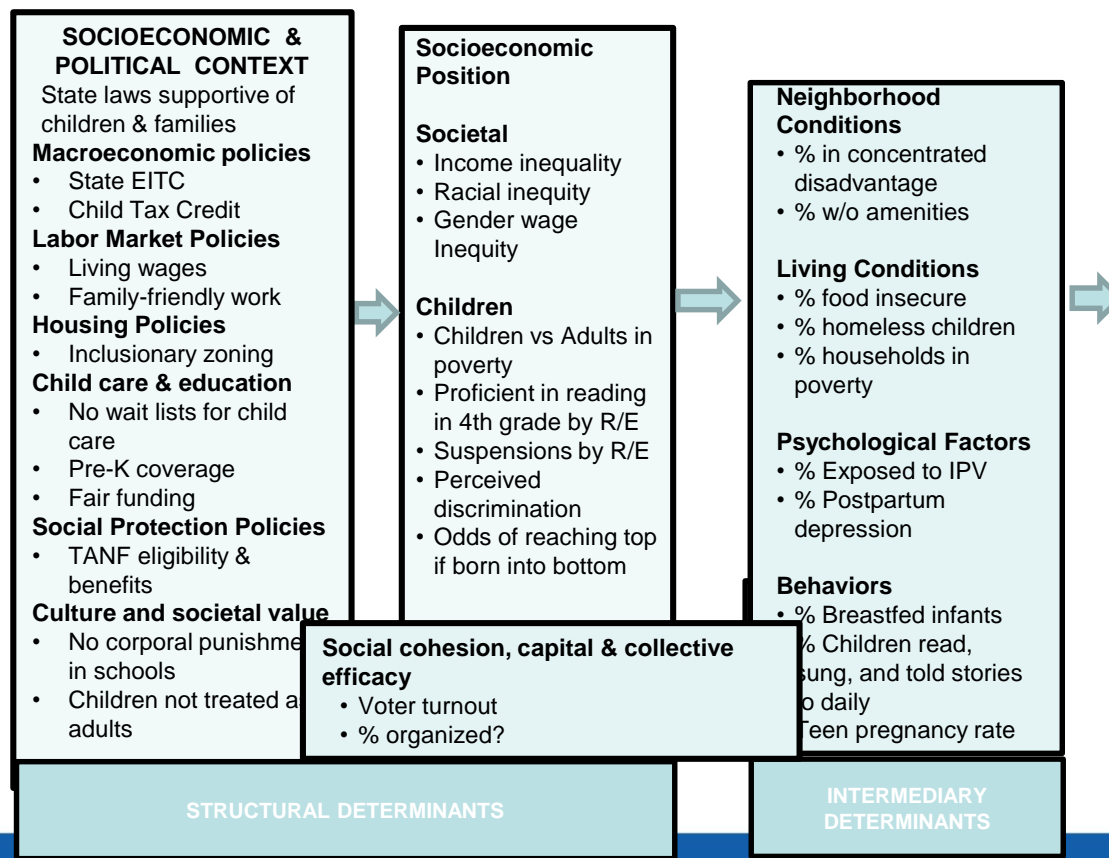 SOCIOECONOMIC &
POLITICAL CONTEXT
State laws supportive of
children & families
Macroeconomic policies
• State EITC
• Child Tax Credit
Labor Market Policies
• Living wages
• Family-friendly work
Housing Policies
• Inclusionary zoning
Child care & education
• No wait lists for child
care
• Pre-K coverage
• Fair funding
Social Protection Policies
• TANF eligibility &
benefits
Culture and societal value
• No corporal punishme
in schools
• Children not treated a
adults
Socioeconomic
Position
Societal
• Income inequality
• Racial inequity
• Gender wage
Inequity
Children
• Children vs Adults in
poverty
• Proficient in reading
in 4th grade by R/E
• Suspensions by R/E
• Perceived
discrimination
• Odds of reaching top
if born into bottom
Social cohesion, capital & collective
efficacy
• Voter turnout
• % organized?
Neighborhood
Conditions
• % in concentrated
disadvantage
• % w/o amenities
Living Conditions
• % food insecure
• % homeless children
• % households in
poverty
Psychological Factors
• % Exposed to IPV
• % Postpartum
depression
Behaviors
• % Breastfed infants
% Children read,
sung, and told stories
o daily
Teen pregnancy rate
STRUCTURAL DETERMINANTS
INTERMEDIARY
DETERMINANTS